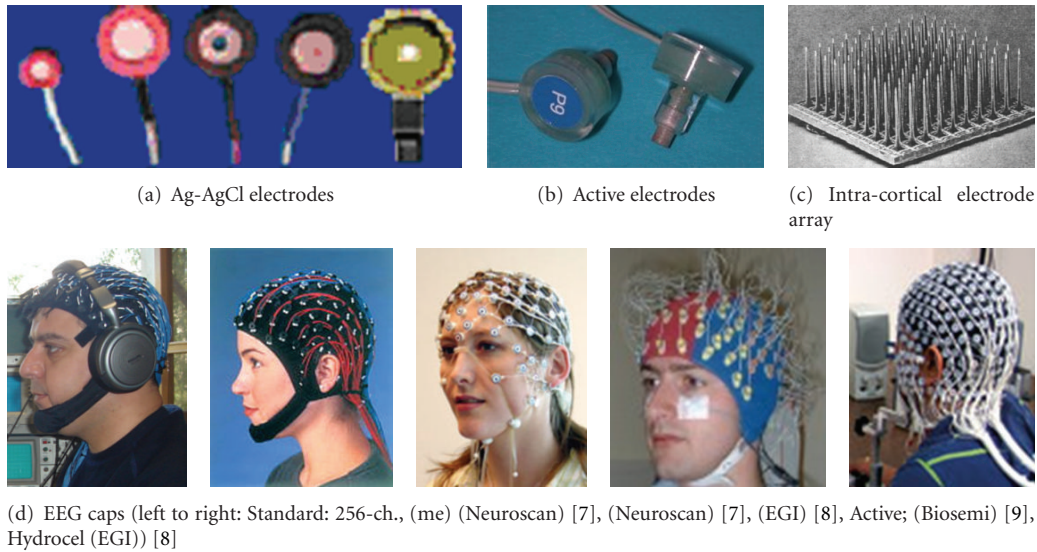 pg
(a) Ag-AgCl electrodes
(b) Active electrodes
(c) Intra-cortical electrode
array
(d) EEG caps (left to right: Standard: 256-ch., (me) (Neuroscan) [7], (Neuroscan) [7], (EGI) [8], Active; (Biosemi) [9],
Hydrocel (EGI)) [8]